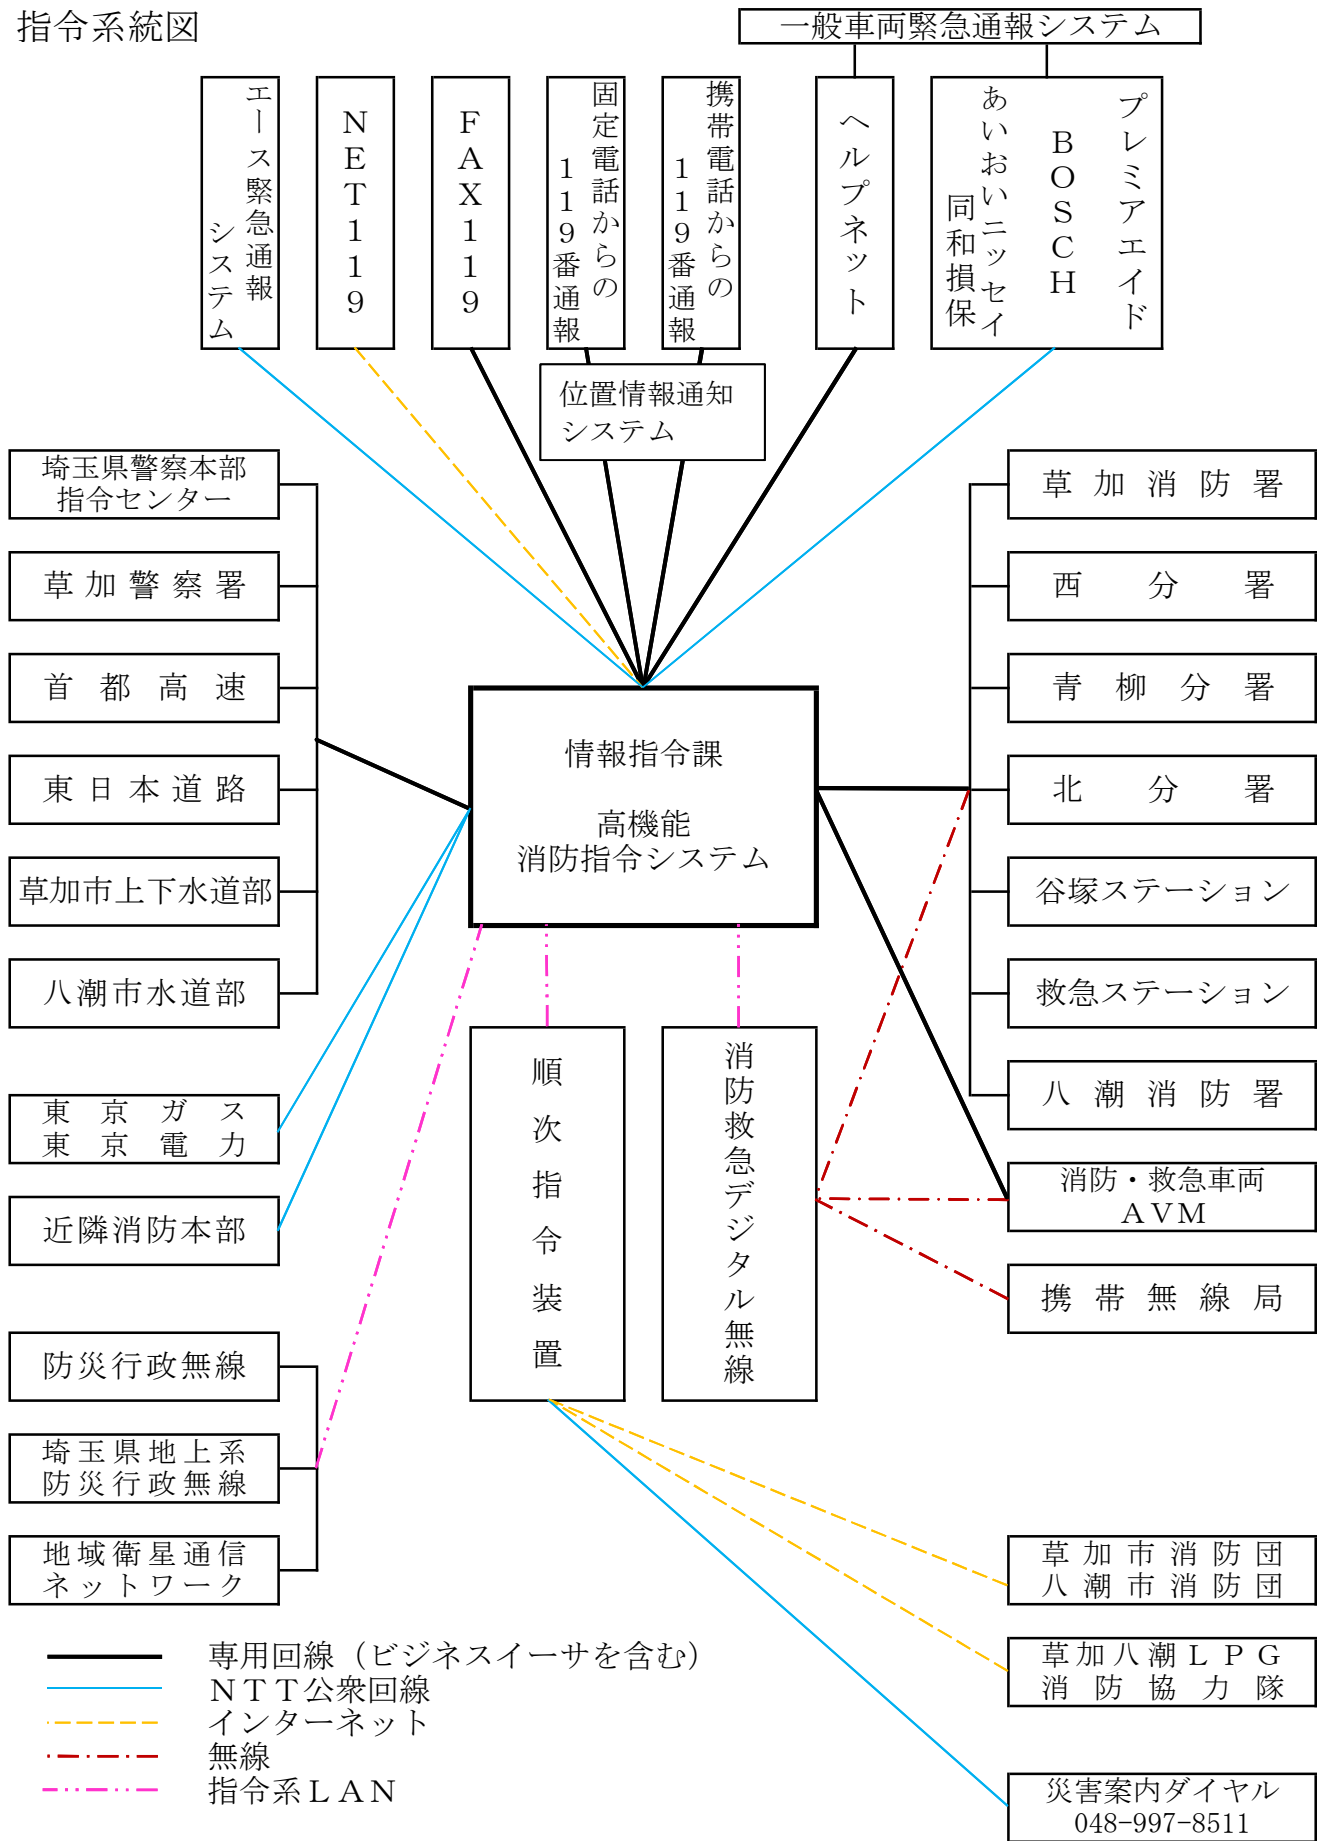 指令系統図
一般車両緊急通報システム
エース緊急通報
システム
NET119
FAX119
固定電話からの
119番通報
携帯電話からの
119番通報
ヘルプネット
プレミアエイド
BOSCH
あいおいニッセイ
同和損保
位置情報通知
システム
埼玉県警察本部
指令センター
草加警察署
首都高速
東日本道路
草加市上下水道部
八潮市水道部
東京ガス
東京電力
近隣消防本部
防災行政無線
埼玉県地上系
防災行政無線
地域衛星通信
ネットワーク
情報指令課
高機能
消防指令システム
順次指令装置
消防救急デジタル無線
草加消防署
西分署
青柳分署
北分署
谷塚ステーション
救急ステーション
八潮消防署
消防・救急車両
AVM
携帯無線局
草加市消防団
八潮市消防団
草加八潮LPG
消防協力隊
災害案内ダイヤル
048-997-8511
専用回線（ビジネスイーサを含む）
NTT公衆回線
インターネット
無線
指令系LAN